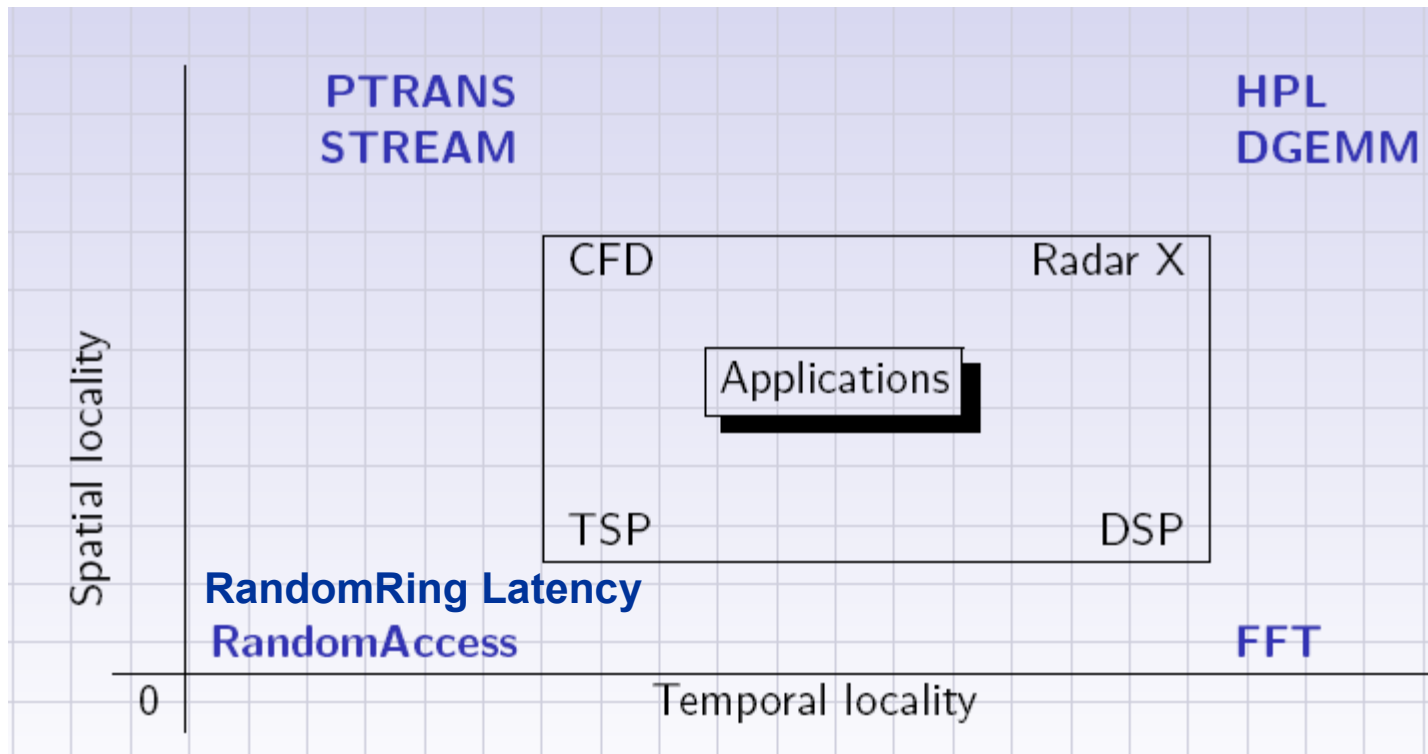 PTRANS
STREAM
HPL
DGEMM
CFD
Radar X
Applications
TSP
DSP
Spatial locality
RandomRing Latency
RandomAccess
FFT
0
Temporal locality